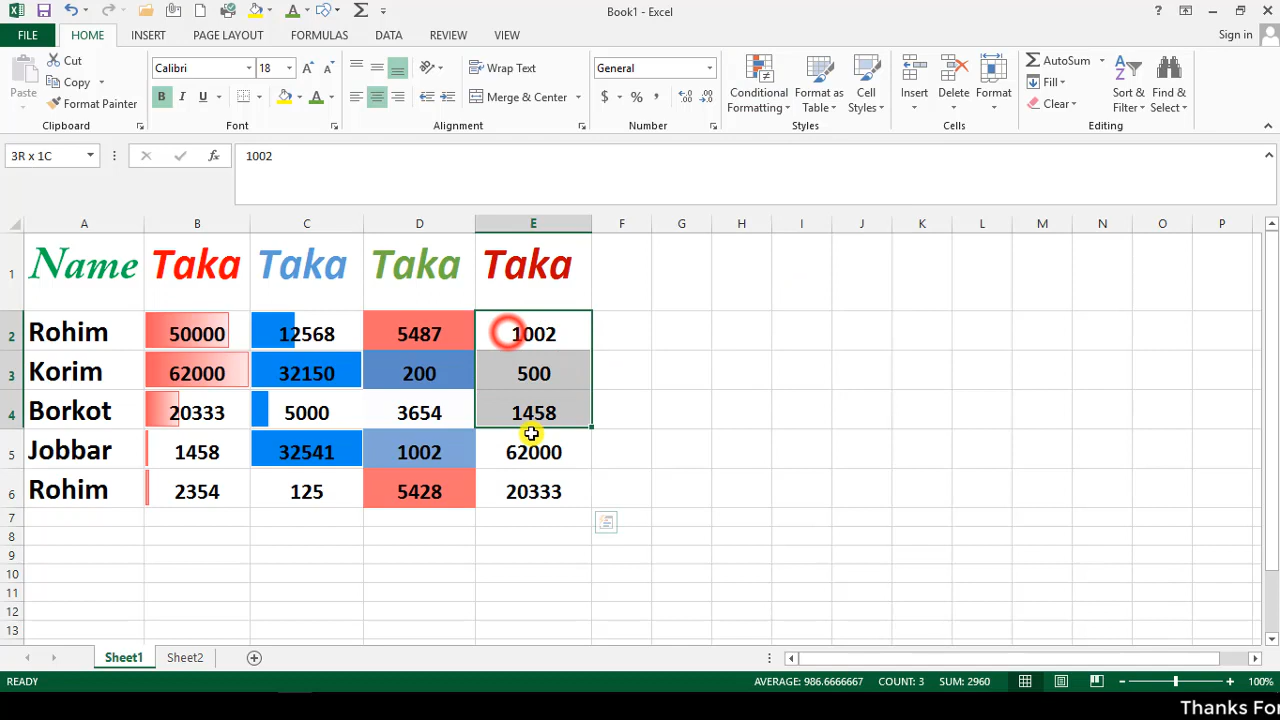 Book1 - Excel
FILE HOME INSERT PAGE LAYOUT FORMULAS DATA REVIEW VIEW Sign in
Paste Cut Copy Format Painter
Clipboard
Calibri 18
B I U A
Font
Wrap Text
Merge & Center
Alignment
General
$ % ,
Number
Conditional Formatting Format as Table Cell Styles
Styles
Insert Delete Format
Cells
AutoSum
Fill
Clear
Sort & Filter Find & Select
Editing
3R x 1C fx 1002
A B C D E F G H I J K L M N O P
1 Name Taka Taka Taka Taka
2 Rohim 50000 12568 5487 1002
3 Korim 62000 32150 200 500
4 Borkot 20333 5000 3654 1458
5 Jobbar 1458 32541 1002 62000
6 Rohim 2354 125 5428 20333
7
8
9
10
11
12
13
Sheet1 Sheet2
READY AVERAGE: 986.6666667 COUNT: 3 SUM: 2960 100%
Thanks For